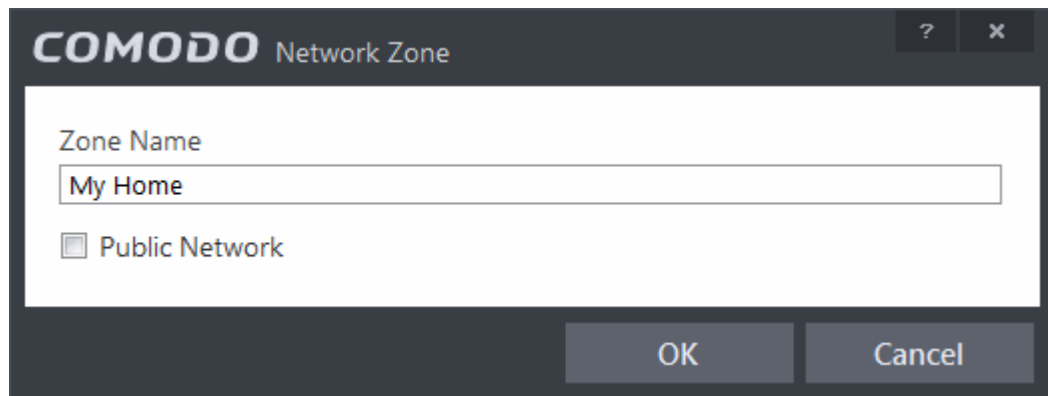 COMODO Network Zone ? ×
Zone Name
My Home
Public Network
OK Cancel